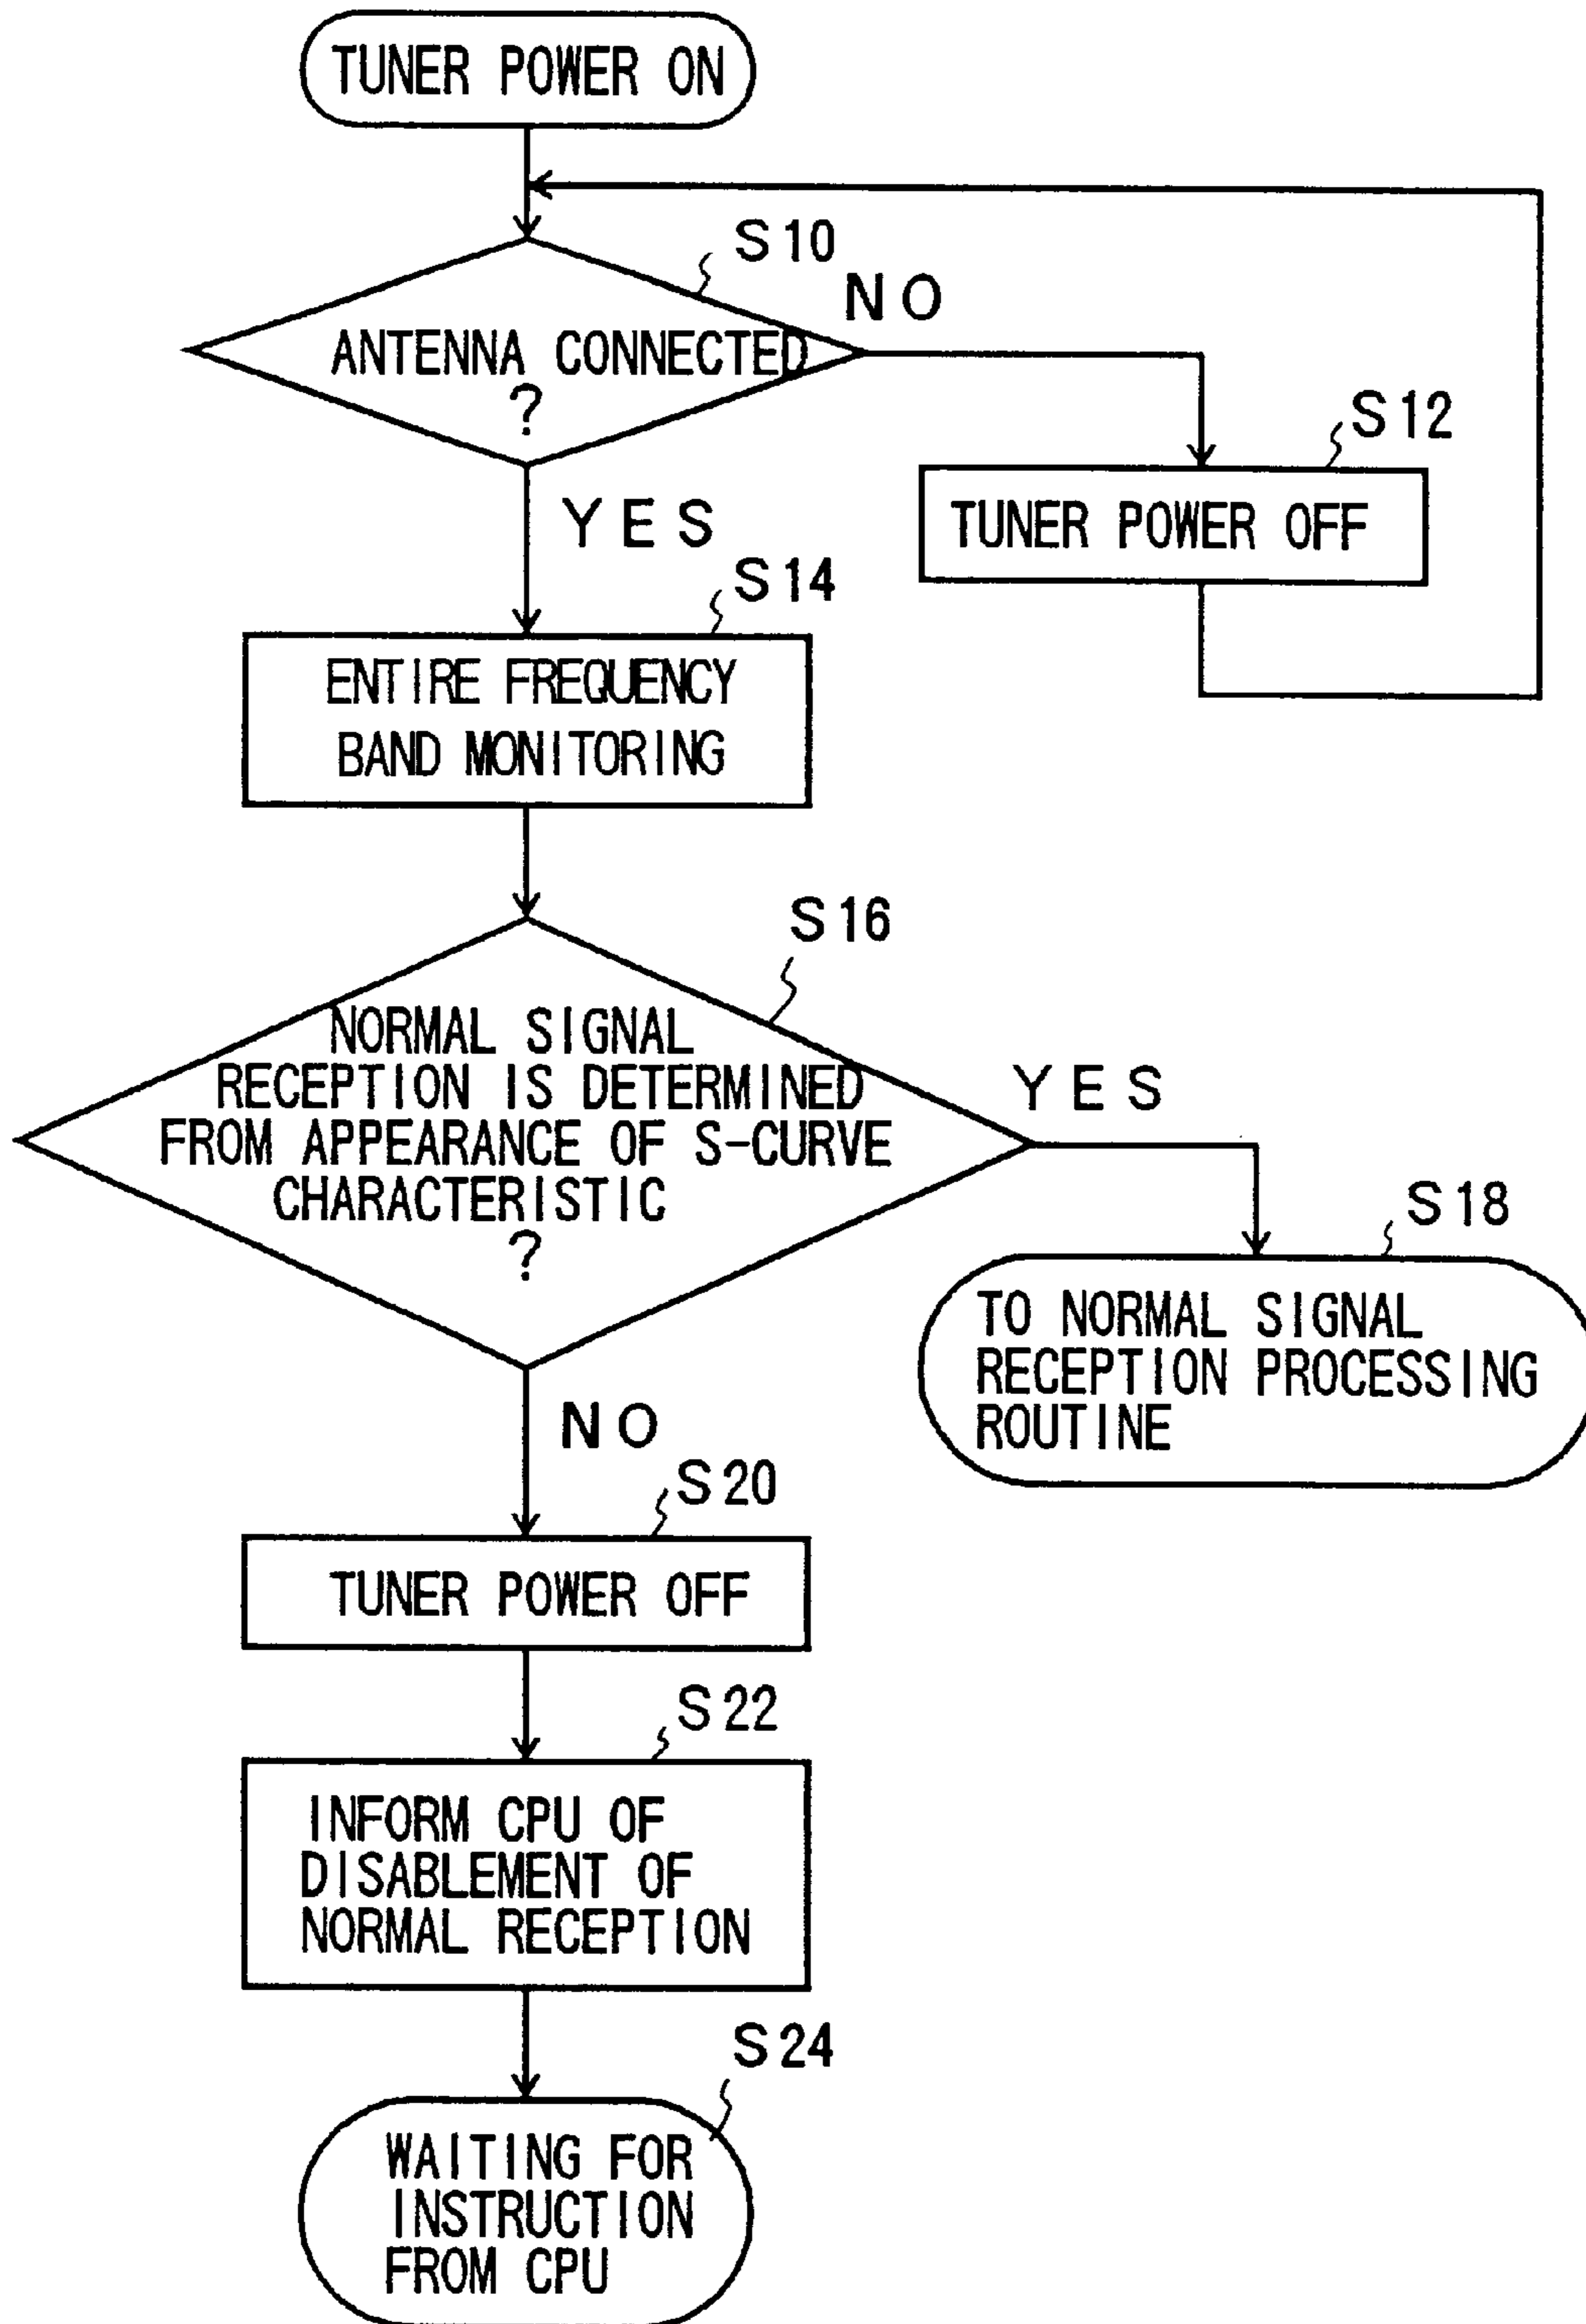 TUNER POWER ON
S10
NO
ANTENNA CONNECTED
?
S12
YES
TUNER POWER OFF
S14
ENTIRE FREQUENCY
BAND MONITORING
S16
NORMAL SIGNAL
RECEPTION IS DETERMINED
FROM APPEARANCE OF S-CURVE
CHARACTERISTIC
?
YES
S18
TO NORMAL SIGNAL
RECEPTION PROCESSING
ROUTINE
NO
S20
TUNER POWER OFF
S22
INFORM CPU OF
DISABLEMENT OF
NORMAL RECEPTION
S24
WAITING FOR
INSTRUCTION
FROM CPU